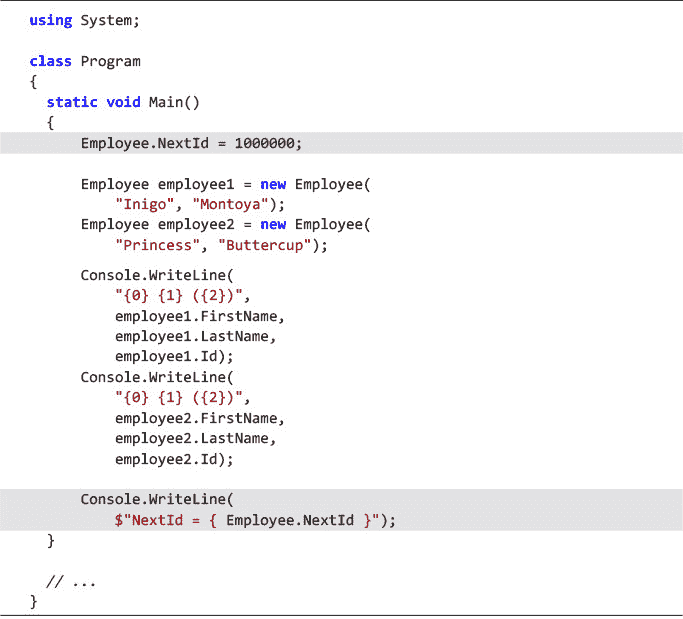 using System;
class Program
{
static void Main()
{
Employee.NextId = 1000000;
Employee employee1 = new Employee(
"Inigo", "Montoya");
Employee employee2 = new Employee(
"Princess", "Buttercup");
Console.WriteLine(
"{0} {1} ({2})",
employee1.FirstName,
employee1.LastName,
employee1.Id);
Console.WriteLine(
"{0} {1} ({2})",
employee2.FirstName,
employee2.LastName,
employee2.Id);
Console.WriteLine(
$"NextId = { Employee.NextId }");
}
// ...
}